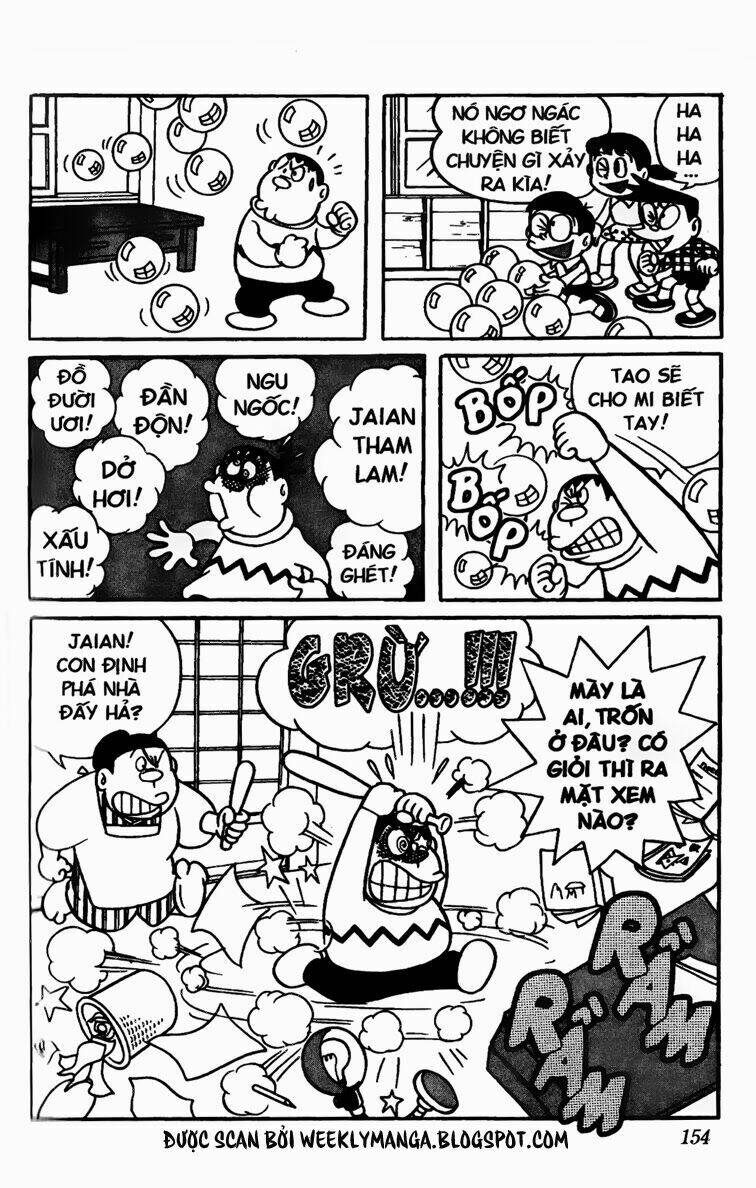 NÓ NGƠ NGÁC
KHÔNG BIẾT
CHUYỆN GÌ XẢY
RA KÌA!
HA
HA
HA
...
ĐỒ
ĐƯỜI
ƯƠI!
ĐẦN
ĐỘN!
NGU
NGỐC!
JAIAN
THAM
LAM!
DỞ
HƠI!
XẤU
TÍNH!
ĐÁNG
GHÉT!
BỐP
BỐP
TAO SẼ
CHO MI BIẾT
TAY!
JAIAN!
CON ĐỊNH
PHÁ NHÀ
ĐẤY HẢ?
GRỪ...!!!
MÀY LÀ
AI, TRỐN
Ở ĐÂU? CÓ
GIỎI THÌ RA
MẶT XEM
NÀO?
RẦM
RẦM
ĐƯỢC SCAN BỞI WEEKLYMANGA.BLOGSPOT.COM
154